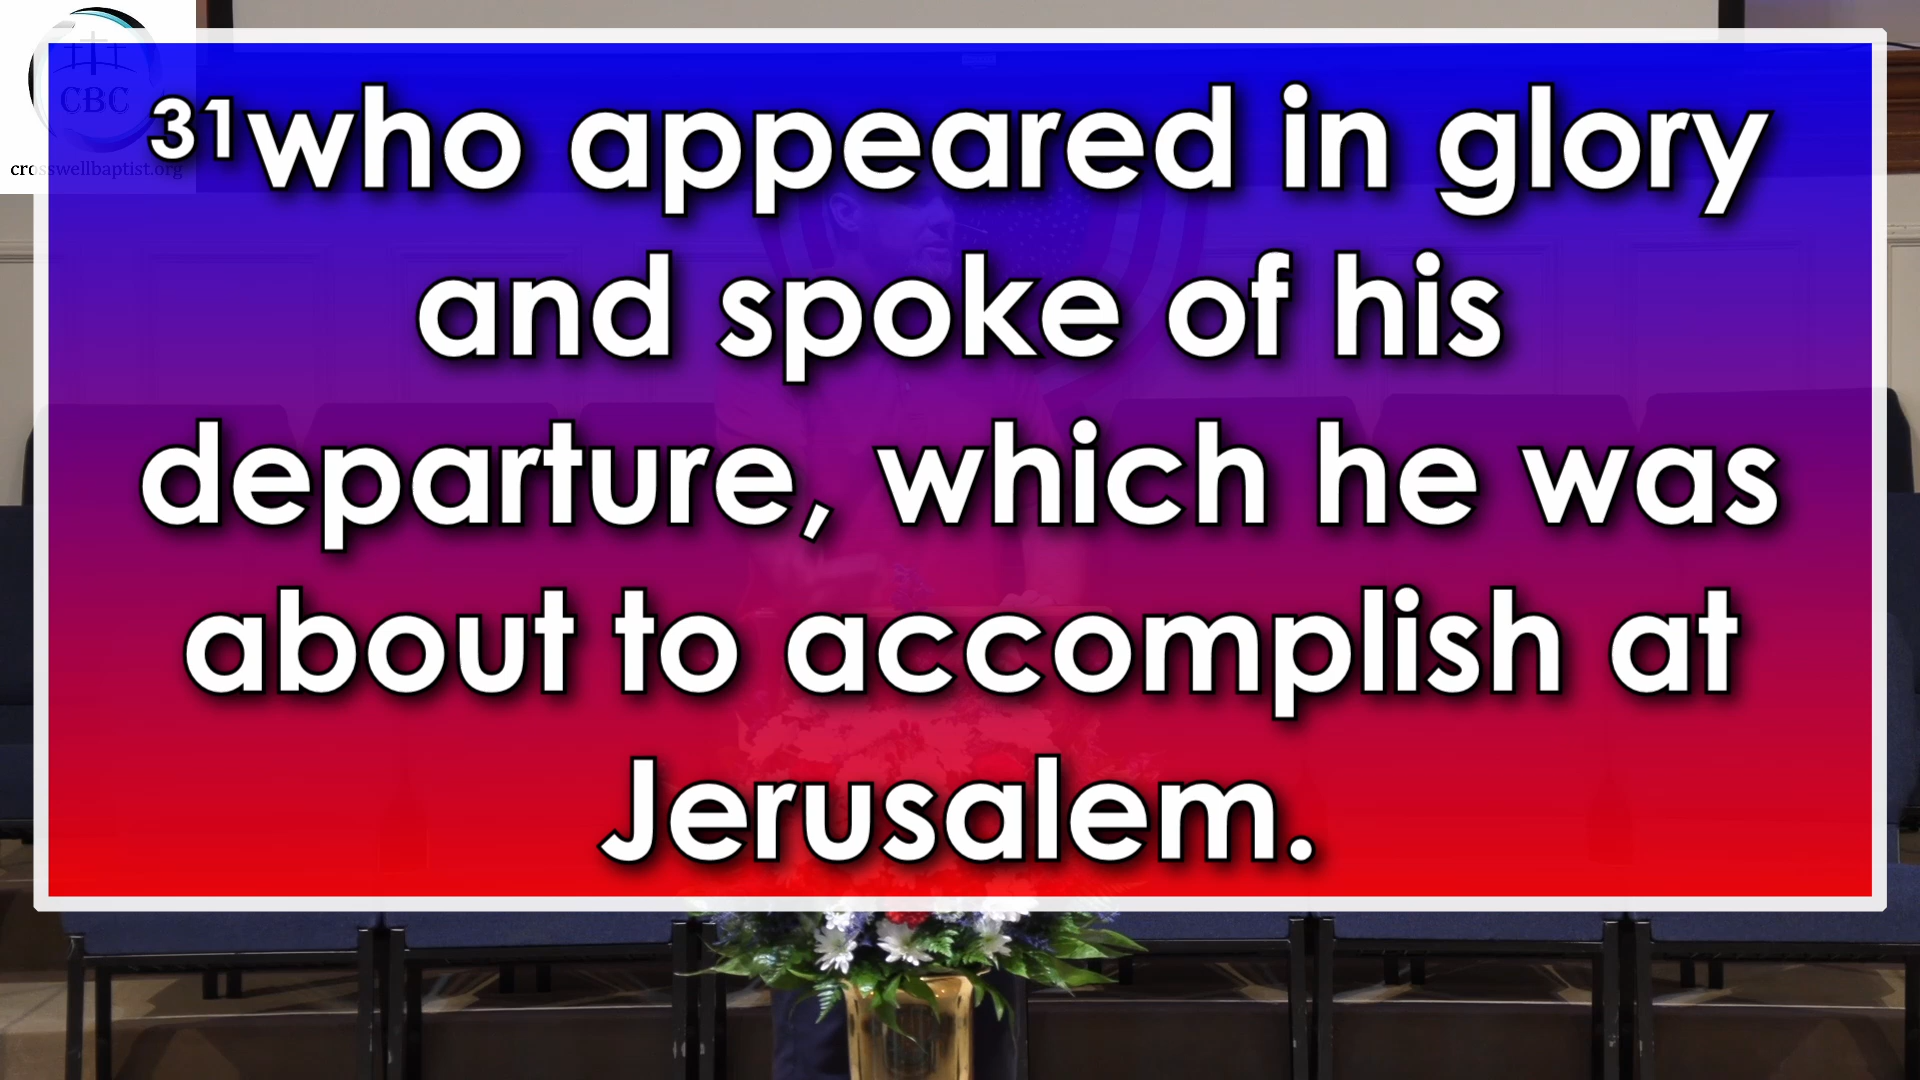 CBC
crosswellbaptist.org
³¹who appeared in glory
and spoke of his
departure, which he was
about to accomplish at
Jerusalem.